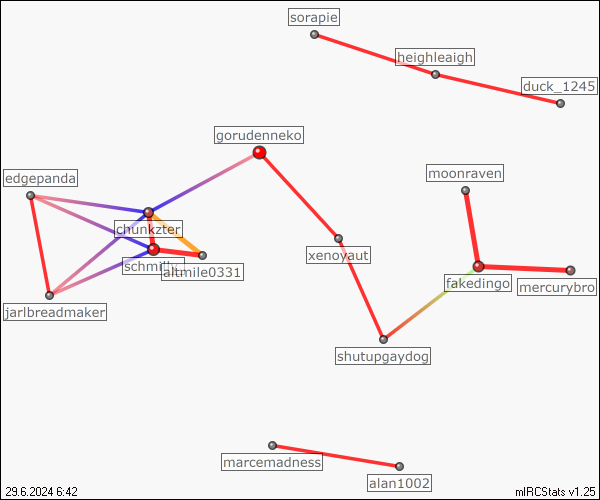 sorapie
heighleaigh
duck_1245
gorudenneko
edgepanda
moonraven
chunkzter
xenoyaut
altmile0331
fakedingo
mercurybro
jarlbreadmaker
shutupgaydog
marcemadness
alan1002
29.6.2024 6:42
mIRCStats v1.25